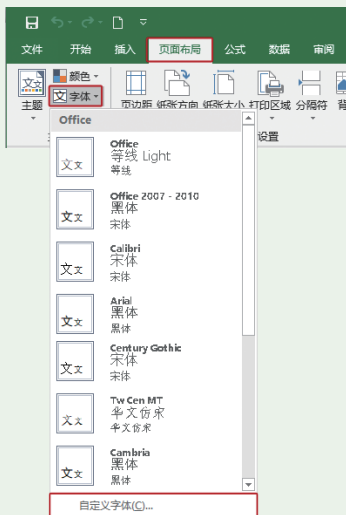 文件 开始 插入 页面布局 公式 数据 审阅
主题 颜色 页边距 纸张方向 纸张大小 打印区域 分隔符 背
文字体
设置
Office
文文 Office
等线 Light
等线
文文 Office 2007 - 2010
黑体
宋体
文文 Calibri
宋体
宋体
文文 Arial
黑体
黑体
文文 Century Gothic
宋体
宋体
文文 Tw Cen MT
华文仿宋
华文仿宋
文文 Cambria
黑体
黑体
自定义字体(C)...